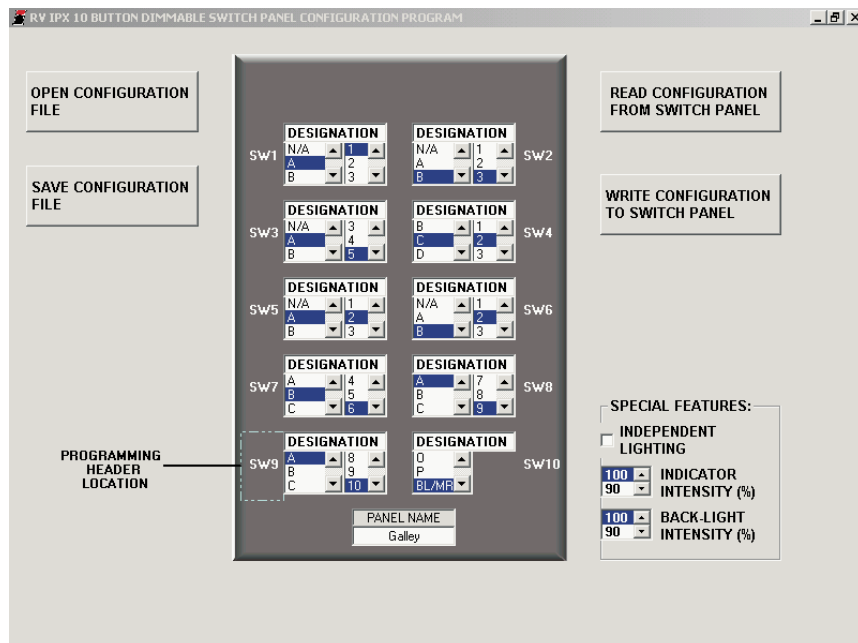 RV IPX 10 BUTTON DIMMABLE SWITCH PANEL CONFIGURATION PROGRAM
OPEN CONFIGURATION
FILE
SAVE CONFIGURATION
FILE
READ CONFIGURATION
FROM SWITCH PANEL
WRITE CONFIGURATION
TO SWITCH PANEL
SW1
DESIGNATION
N/A 1
A 2
B 3
DESIGNATION
N/A 1
A 2
B 3
SW2
SW3
DESIGNATION
N/A 3
A 4
B 5
DESIGNATION
B 1
C 2
D 3
SW4
SW5
DESIGNATION
N/A 1
A 2
B 3
DESIGNATION
N/A 1
A 2
B 3
SW6
SW7
DESIGNATION
A 4
B 5
C 6
DESIGNATION
A 7
B 8
C 9
SW8
PROGRAMMING
HEADER
LOCATION
SW9
DESIGNATION
A 8
B 9
C 10
DESIGNATION
O
P
BL/MR
SW10
PANEL NAME
Galley
SPECIAL FEATURES:
INDEPENDENT
LIGHTING
100
90
INDICATOR
INTENSITY (%)
100
90
BACK-LIGHT
INTENSITY (%)